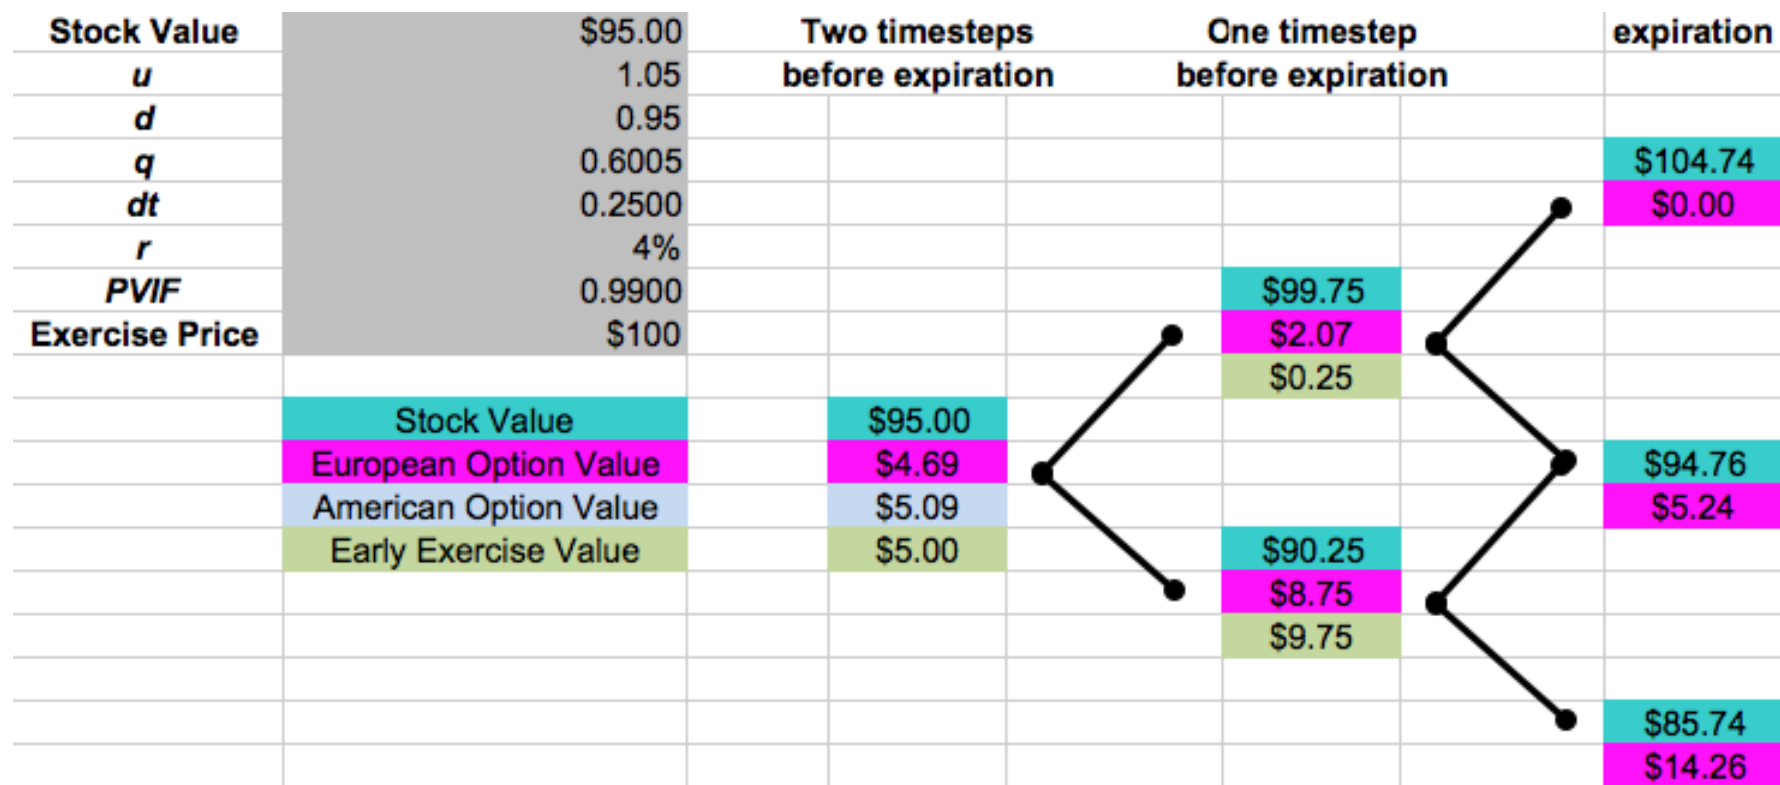 Stock Value $95.00 Two timesteps One timestep expiration
u 1.05 before expiration before expiration
d 0.95
q 0.6005 $104.74
dt 0.2500 $0.00
r 4%
PVIF 0.9900 $99.75
Exercise Price $100 $2.07
$0.25
Stock Value $95.00
European Option Value $4.69 $94.76
American Option Value $5.09 $5.24
Early Exercise Value $5.00 $90.25
$8.75
$9.75
$85.74
$14.26